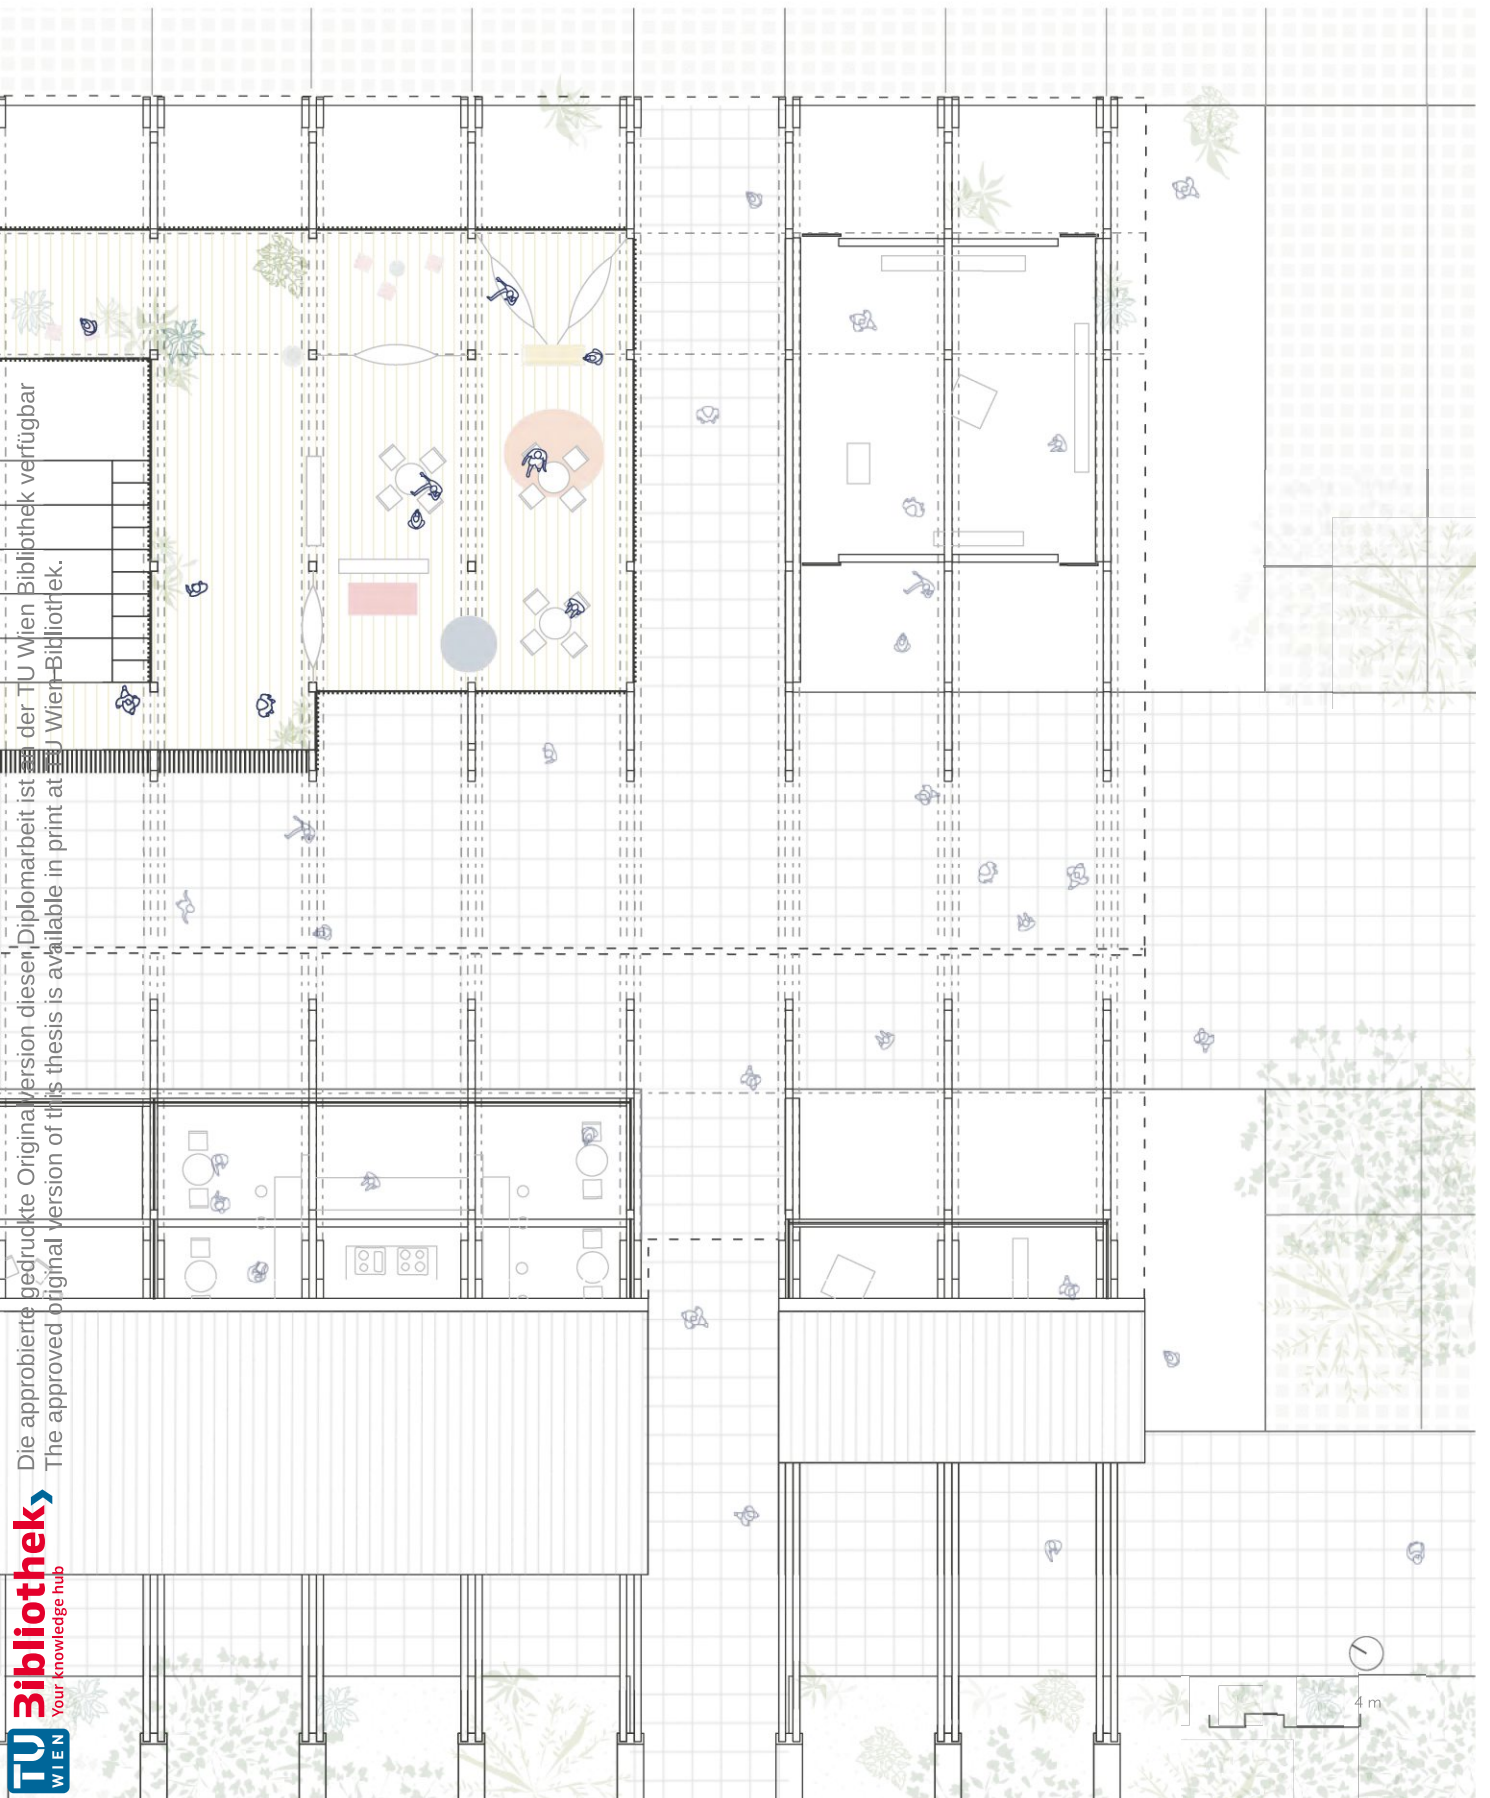 Die approbierte gedruckte Originalversion dieser Diplomarbeit ist an der TU Wien Bibliothek verfügbar
The approved original version of this thesis is available in print at TU Wien Bibliothek.
Bibliothek
Your knowledge hub
TU
WIEN
4 m